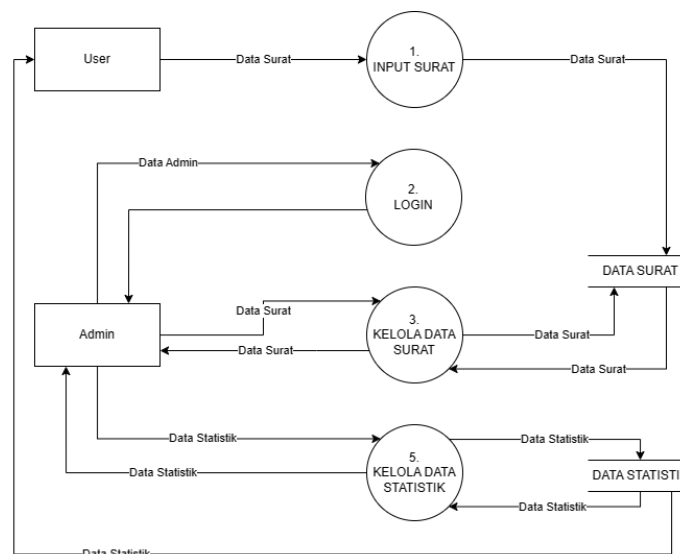 User
Data Surat
1.
INPUT SURAT
Data Surat
Data Admin
2.
LOGIN
DATA SURAT
Admin
Data Surat
3.
KELOLA DATA
SURAT
Data Surat
Data Surat
Data Surat
Data Statistik
5.
KELOLA DATA
STATISTIK
Data Statistik
DATA STATISTI
Data Statistik
Data Statistik
Data Statistik